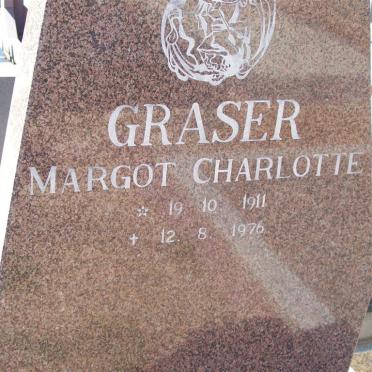 GRASER
MARGOT CHARLOTTE
☆ 19 10 1911
✝ 12. 8 1976